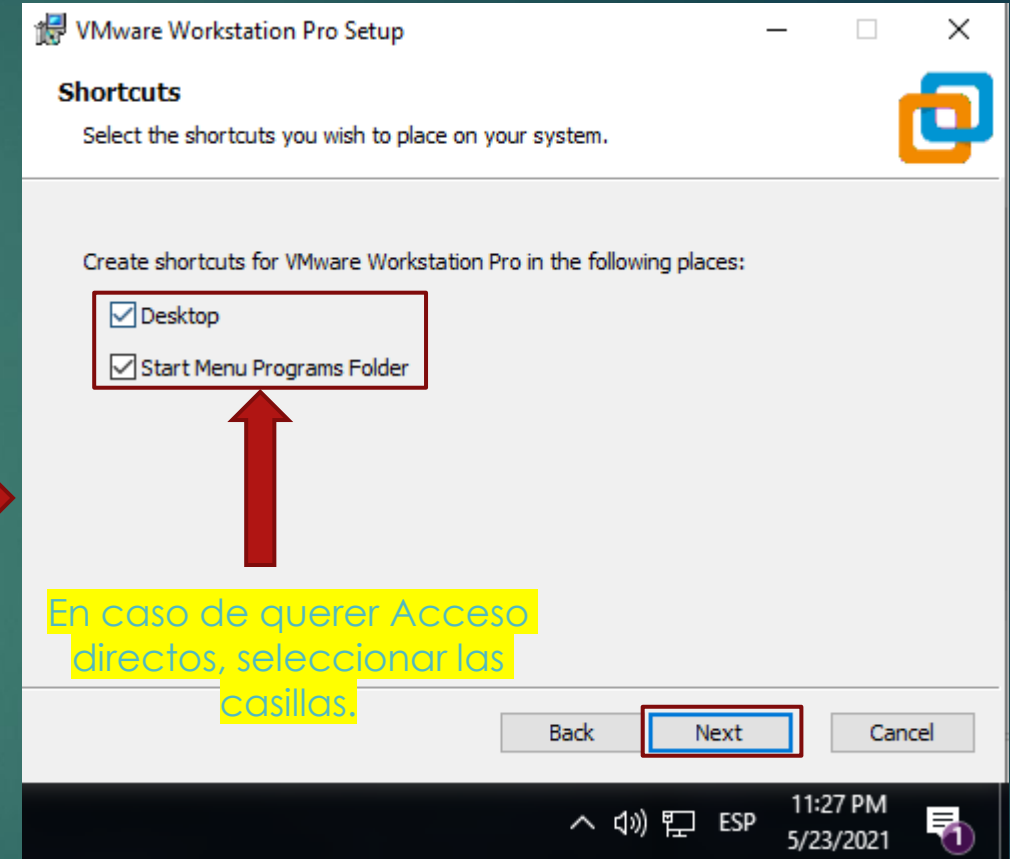 VMware Workstation Pro Setup
Shortcuts
Select the shortcuts you wish to place on your system.
Create shortcuts for VMware Workstation Pro in the following places:
Desktop
Start Menu Programs Folder
En caso de querer Acceso
directos, seleccionar las
casillas.
Back Next Cancel
ESP 11:27 PM
5/23/2021
1